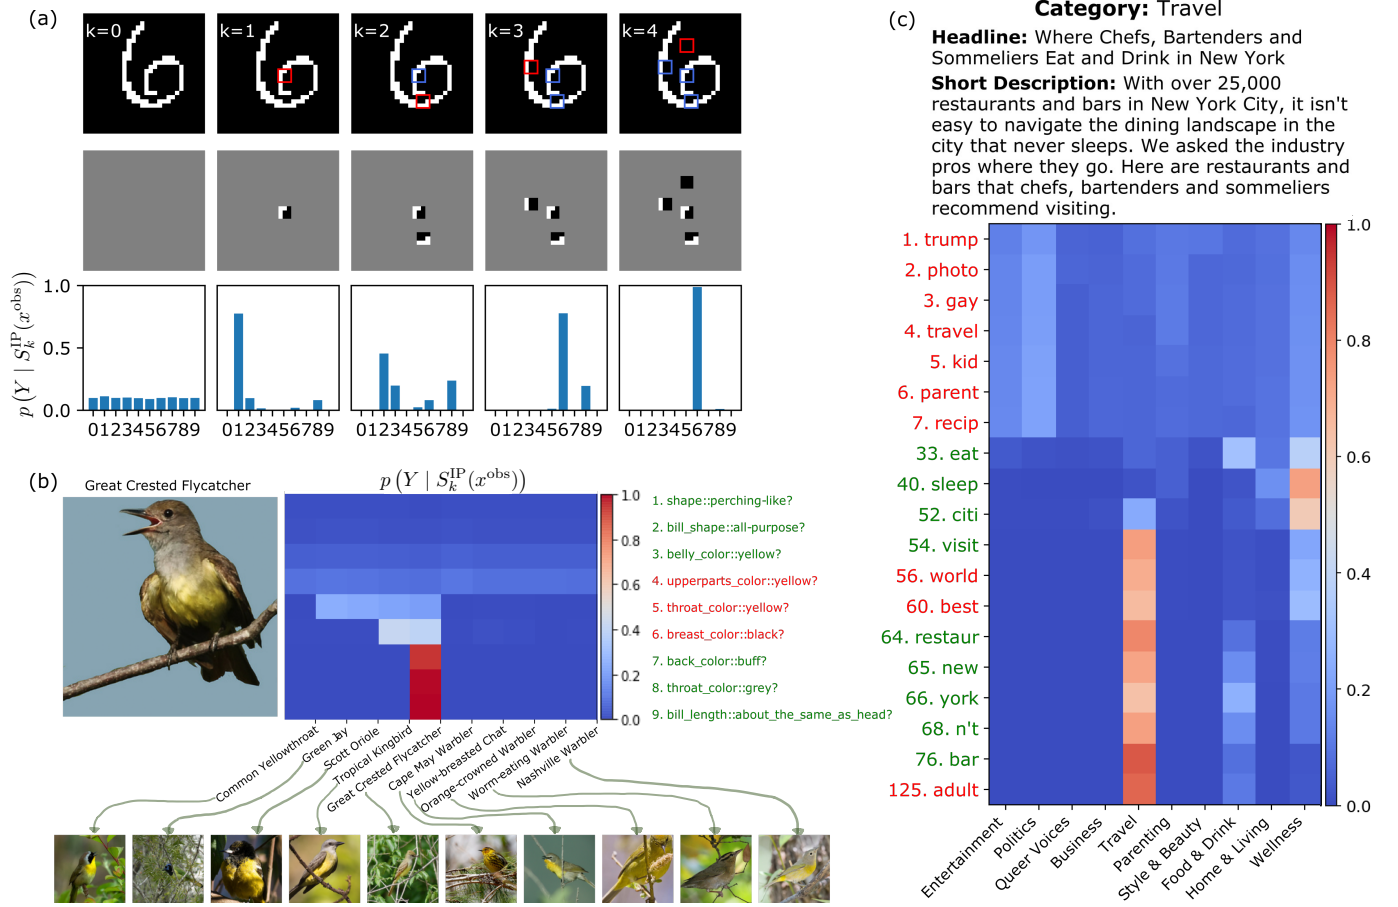 (a)
k=0
k=1
k=2
k=3
k=4
p (Y | S_k^IP(x^obs))
1.0
0.5
0.0
0123456789
0123456789
0123456789
0123456789
0123456789
(b)
Great Crested Flycatcher
p (Y | S_k^IP(x^obs))
1.0
0.8
0.6
0.4
0.2
0.0
1. shape::perching-like?
2. bill_shape::all-purpose?
3. belly_color::yellow?
4. upperparts_color::yellow?
5. throat_color::yellow?
6. breast_color::black?
7. back_color::buff?
8. throat_color::grey?
9. bill_length::about_the_same_as_head?
Common Yellowthroat
Green Jay
Scott Oriole
Tropical Kingbird
Great Crested Flycatcher
Cape May Warbler
Yellow-breasted Chat
Orange-crowned Warbler
Worm-eating Warbler
Nashville Warbler
(c)
Category: Travel
Headline: Where Chefs, Bartenders and
Sommeliers Eat and Drink in New York
Short Description: With over 25,000
restaurants and bars in New York City, it isn't
easy to navigate the dining landscape in the
city that never sleeps. We asked the industry
pros where they go. Here are restaurants and
bars that chefs, bartenders and sommeliers
recommend visiting.
1. trump
2. photo
3. gay
4. travel
5. kid
6. parent
7. recip
33. eat
40. sleep
52. citi
54. visit
56. world
60. best
64. restaur
65. new
66. york
68. n't
76. bar
125. adult
1.0
0.8
0.6
0.4
0.2
0.0
Entertainment
Politics
Queer Voices
Business
Travel
Parenting
Style & Beauty
Food & Drink
Home & Living
Wellness